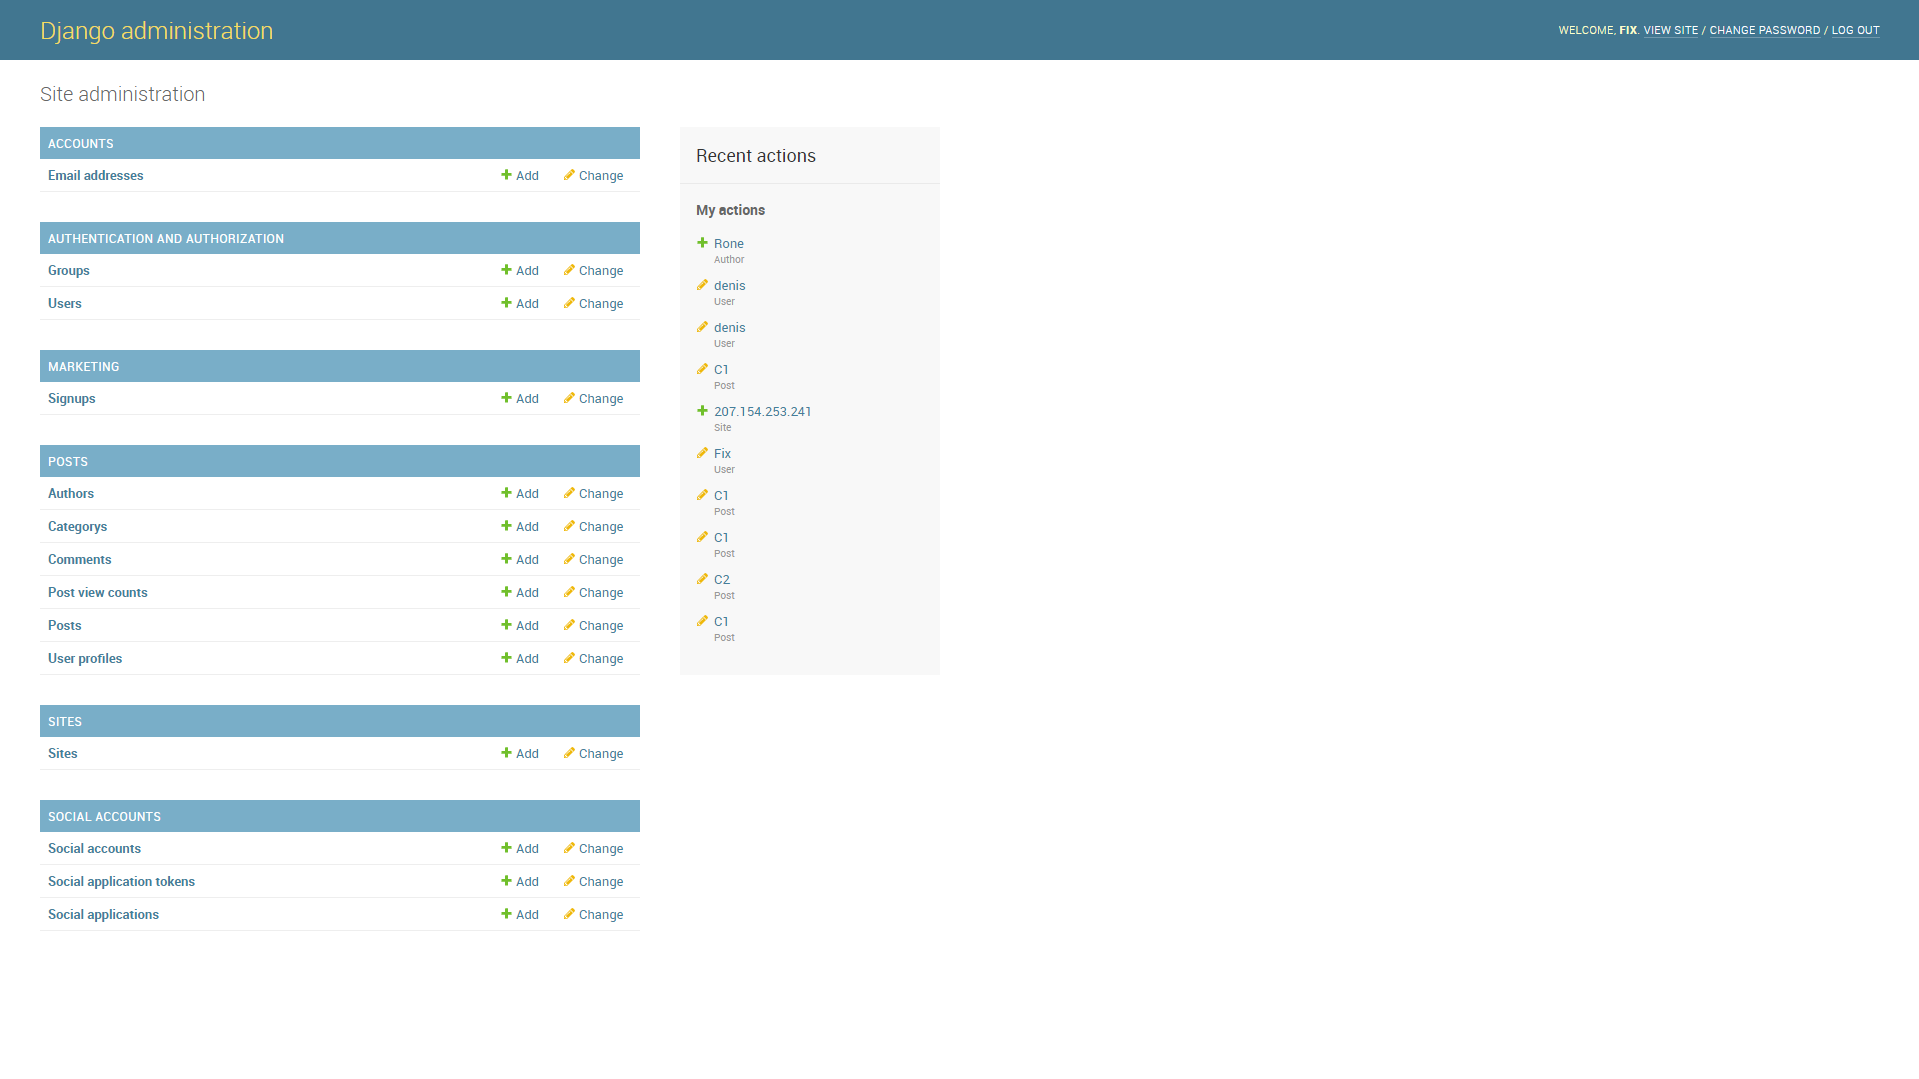 Django administration
WELCOME, FIX. VIEW SITE / CHANGE PASSWORD / LOG OUT
Site administration
ACCOUNTS
Email addresses Add Change
AUTHENTICATION AND AUTHORIZATION
Groups Add Change
Users Add Change
MARKETING
Signups Add Change
POSTS
Authors Add Change
Categorys Add Change
Comments Add Change
Post view counts Add Change
Posts Add Change
User profiles Add Change
SITES
Sites Add Change
SOCIAL ACCOUNTS
Social accounts Add Change
Social application tokens Add Change
Social applications Add Change
Recent actions
My actions
Rone
Author
denis
User
denis
User
C1
Post
207.154.253.241
Site
Fix
User
C1
Post
C1
Post
C2
Post
C1
Post